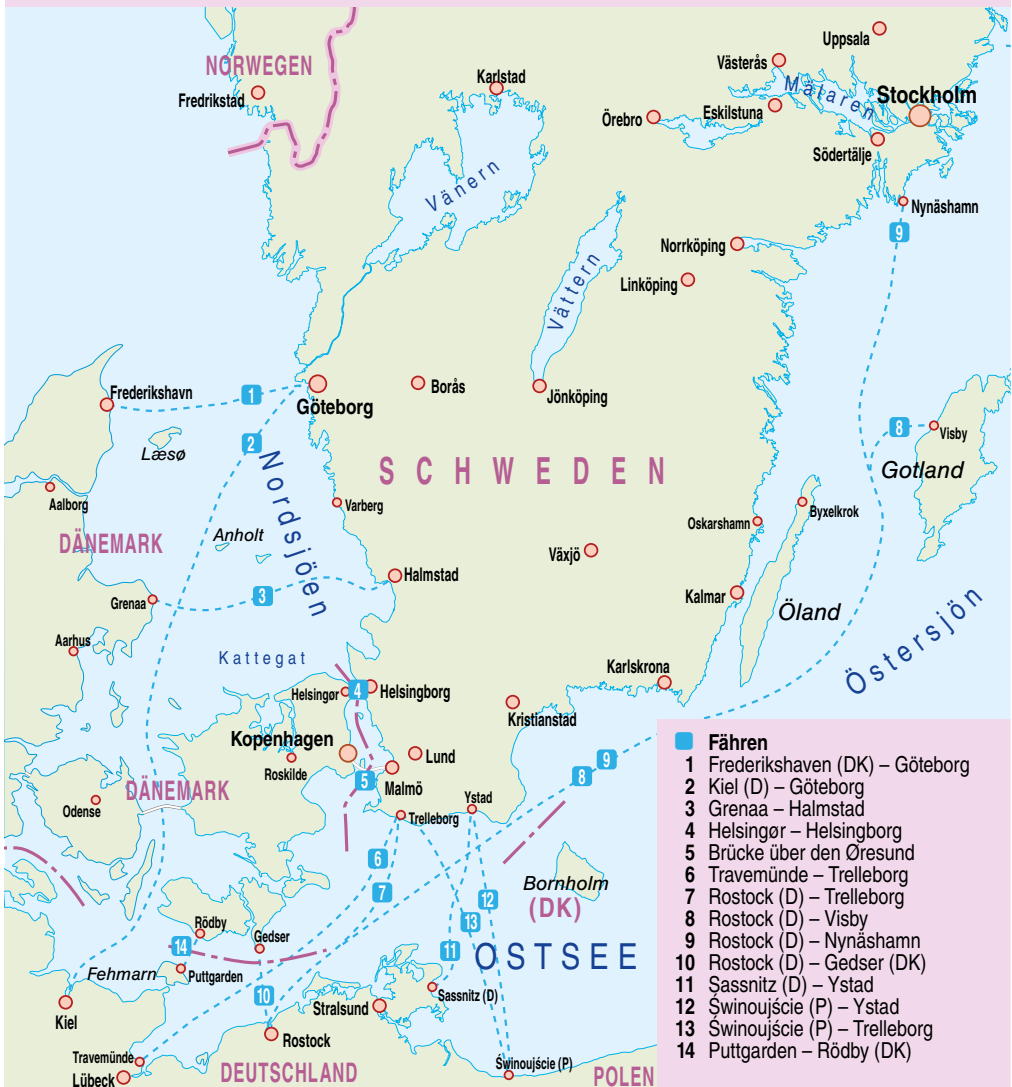 Uppsala
Västerås
NORWEGEN
Karlstad
Mälaren
Stockholm
Fredrikstad
Örebro
Eskilstuna
Södertälje
Vänern
Nynäshamn
9
Norrköping
Linköping
Vättern
Frederikshavn
1
Göteborg
Borås
Jönköping
2
8
Visby
Læsø
SCHWEDEN
Gotland
Nordsjöen
Aalborg
Varberg
Byxelkrok
Oskarshamn
Anholt
DÄNEMARK
Växjö
Halmstad
Grenaa
3
Kalmar
Öland
Aarhus
Östersjön
Kattegat
Karlskrona
Helsingør
4
Helsingborg
Kristianstad
Kopenhagen
Lund
Roskilde
9
5
Malmö
8
DÄNEMARK
Odense
Ystad
Trelleborg
6
7
12
Bornholm
(DK)
13
Rödby
Gedser
14
11
OSTSEE
Fehmarn
Puttgarden
Sassnitz (D)
10
Kiel
Stralsund
Rostock
Travemünde
Świnoujście (P)
Lübeck
DEUTSCHLAND
POLEN
Fähren
1 Frederikshaven (DK) – Göteborg
2 Kiel (D) – Göteborg
3 Grenaa – Halmstad
4 Helsingør – Helsingborg
5 Brücke über den Øresund
6 Travemünde – Trelleborg
7 Rostock (D) – Trelleborg
8 Rostock (D) – Visby
9 Rostock (D) – Nynäshamn
10 Rostock (D) – Gedser (DK)
11 Sassnitz (D) – Ystad
12 Świnoujście (P) – Ystad
13 Świnoujście (P) – Trelleborg
14 Puttgarden – Rödby (DK)